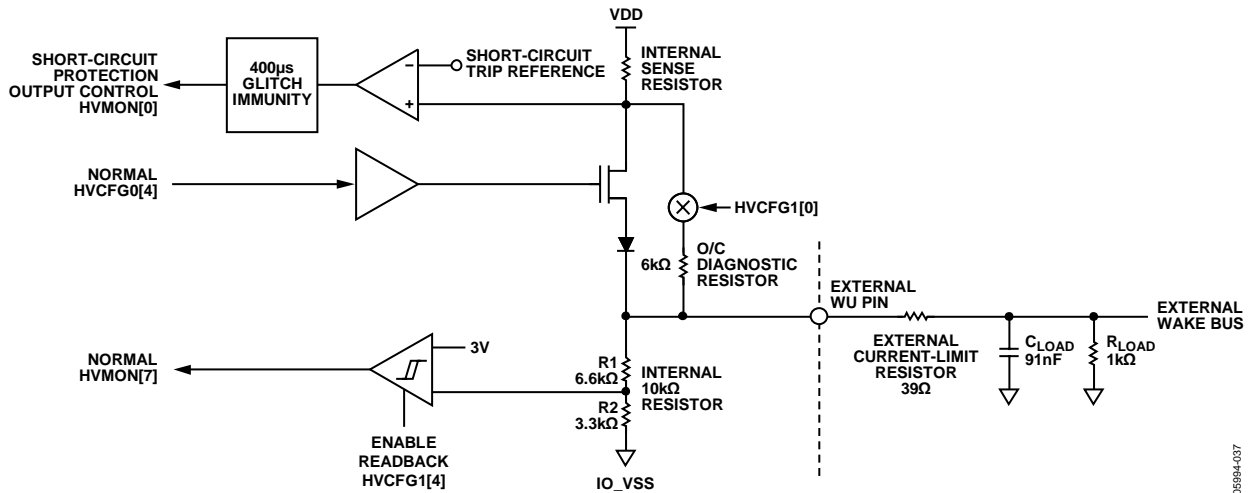 VDD
SHORT-CIRCUIT
PROTECTION
OUTPUT CONTROL
HVMON[0]
400µs
GLITCH
IMMUNITY
–
+
SHORT-CIRCUIT
TRIP REFERENCE
INTERNAL
SENSE
RESISTOR
NORMAL
HVCFG0[4]
HVCFG1[0]
6kΩ
O/C
DIAGNOSTIC
RESISTOR
EXTERNAL
WU PIN
EXTERNAL
WAKE BUS
EXTERNAL
CURRENT-LIMIT
RESISTOR
39Ω
CLOAD
91nF
RLOAD
1kΩ
NORMAL
HVMON[7]
3V
R1
6.6kΩ
INTERNAL
10kΩ
RESISTOR
R2
3.3kΩ
ENABLE
READBACK
HVCFG1[4]
IO_VSS
05994-037